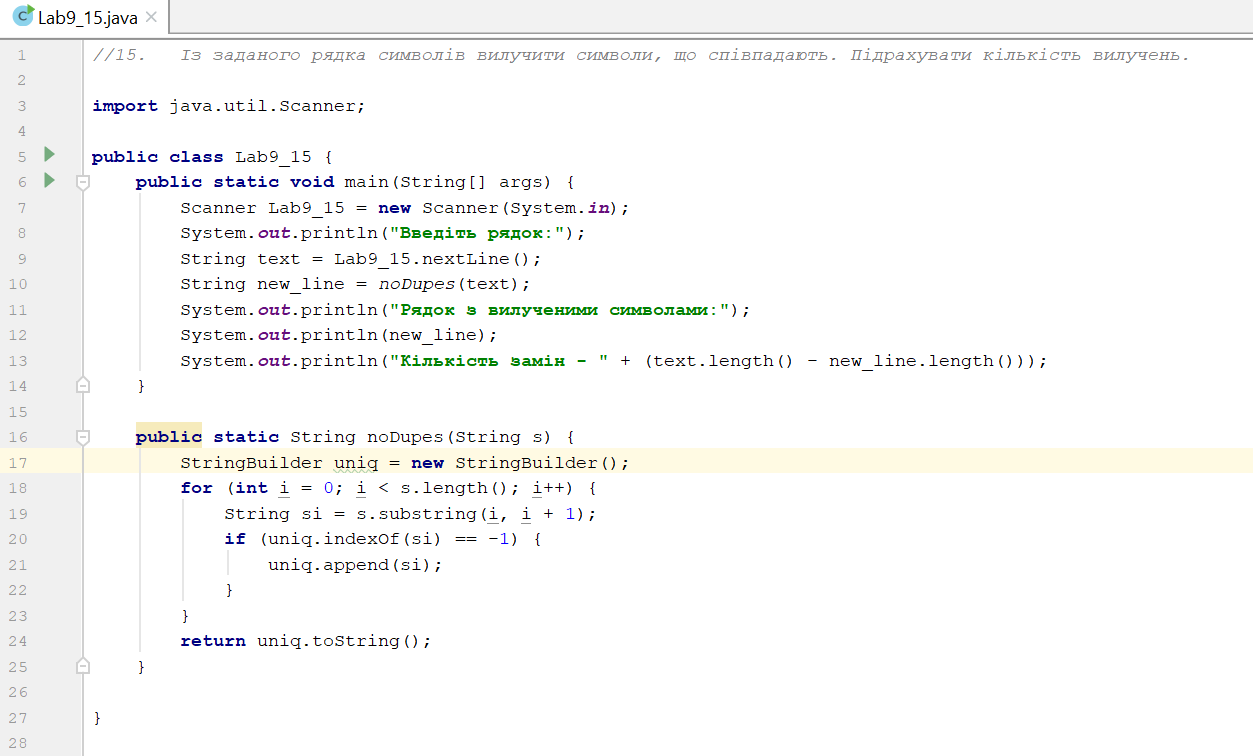 Lab9_15.java
1 //15.   Із заданого рядка символів вилучити символи, що співпадають. Підрахувати кількість вилучень.
2
3 import java.util.Scanner;
4
5 public class Lab9_15 {
6     public static void main(String[] args) {
7         Scanner Lab9_15 = new Scanner(System.in);
8         System.out.println("Введіть рядок:");
9         String text = Lab9_15.nextLine();
10         String new_line = noDupes(text);
11         System.out.println("Рядок з вилученими символами:");
12         System.out.println(new_line);
13         System.out.println("Кількість замін - " + (text.length() - new_line.length()));
14     }
15
16     public static String noDupes(String s) {
17         StringBuilder uniq = new StringBuilder();
18         for (int i = 0; i < s.length(); i++) {
19             String si = s.substring(i, i + 1);
20             if (uniq.indexOf(si) == -1) {
21                 uniq.append(si);
22             }
23         }
24         return uniq.toString();
25     }
26
27 }
28